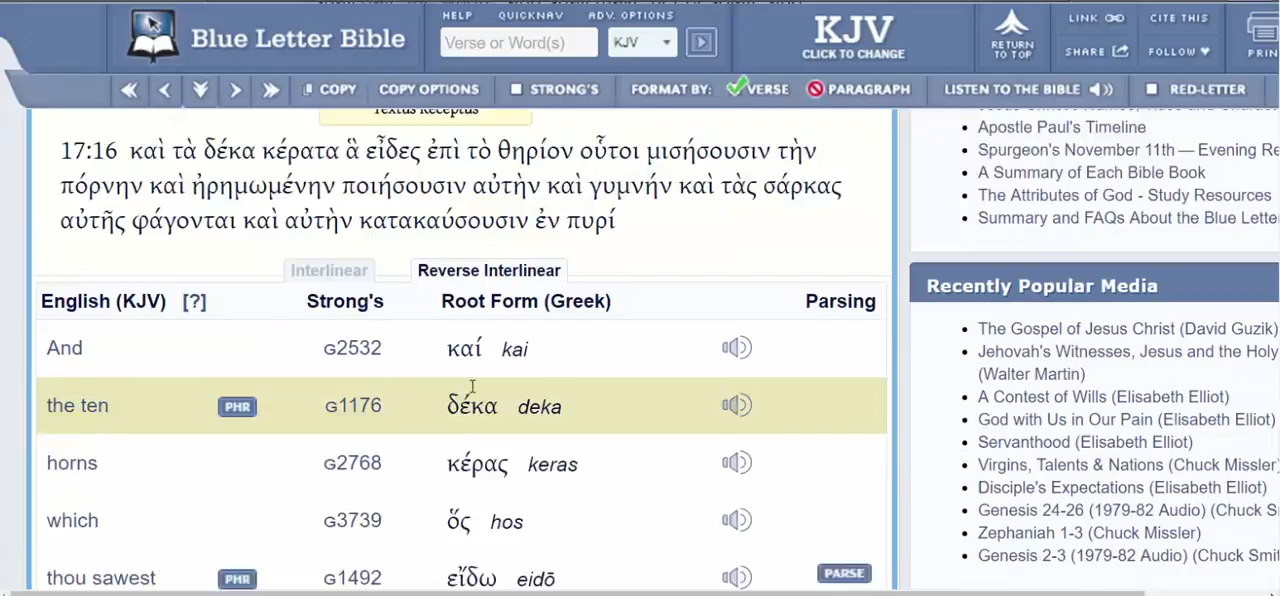 HELP QUICKNAV ADV. OPTIONS
Blue Letter Bible
Verse or Word(s) KJV
KJV
CLICK TO CHANGE
RETURN
TO TOP
LINK CITE THIS
SHARE FOLLOW
COPY COPY OPTIONS STRONG'S FORMAT BY: VERSE PARAGRAPH LISTEN TO THE BIBLE RED-LETTER
Textus Receptus
17:16 καὶ τὰ δέκα κέρατα ἃ εἶδες ἐπὶ τὸ θηρίον οὗτοι μισήσουσιν τὴν
πόρνην καὶ ἠρημωμένην ποιήσουσιν αὐτὴν καὶ γυμνήν καὶ τὰς σάρκας
αὐτῆς φάγονται καὶ αὐτὴν κατακαύσουσιν ἐν πυρί
Interlinear Reverse Interlinear
English (KJV) [?] Strong's Root Form (Greek) Parsing
And G2532 καί kai
the ten PHR G1176 δέκα deka
horns G2768 κέρας keras
which G3739 ὅς hos
thou sawest PHR G1492 εἴδω eidō PARSE
Apostle Paul's Timeline
Spurgeon's November 11th — Evening
A Summary of Each Bible Book
The Attributes of God - Study Resources
Summary and FAQs About the Blue
Recently Popular Media
The Gospel of Jesus Christ (David Guzik)
Jehovah's Witnesses, Jesus and the Holy
(Walter Martin)
A Contest of Wills (Elisabeth Elliot)
God with Us in Our Pain (Elisabeth Elliot)
Servanthood (Elisabeth Elliot)
Virgins, Talents & Nations (Chuck Missler)
Disciple's Expectations (Elisabeth Elliot)
Genesis 24-26 (1979-82 Audio) (Chuck
Zephaniah 1-3 (Chuck Missler)
Genesis 2-3 (1979-82 Audio) (Chuck